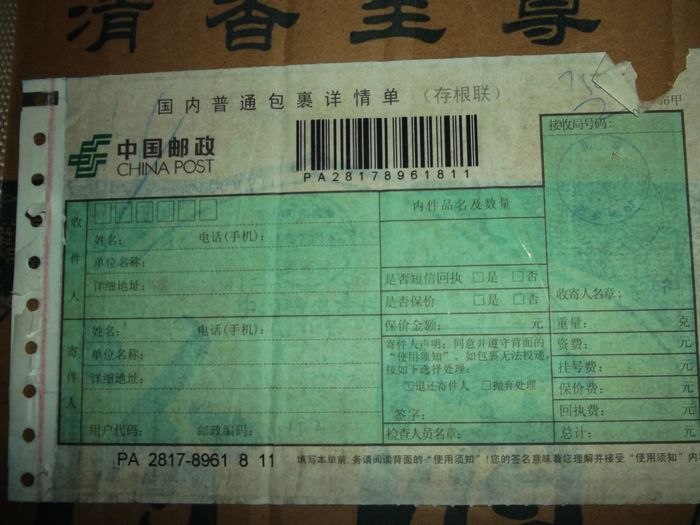 清香至尊
国内普通包裹详情单 (存根联)
中国邮政
CHINA POST
PA28178961811
接收局号码:
收件人
姓名: 电话(手机):
单位名称:
详细地址:
内件品名及数量
是否短信回执 □是 □否
是否保价 □是 □否
收寄人名章:
寄件人
姓名: 电话(手机):
单位名称:
详细地址:
用户代码: 邮政编码:
保价金额: 元
寄件人声明: 同意并遵守背面的
“使用须知”。如包裹无法投递,
按如下选择处理:
□退还寄件人 □抛弃处理
签字:
检查人员名章:
重量: 克
资费: 元
挂号费: 元
保价费: 元
回执费: 元
总计: 元
PA 2817-8961 8 11
填写本单前,务请阅读背面的“使用须知”!您的签名意味着您理解并接受“使用须知”内